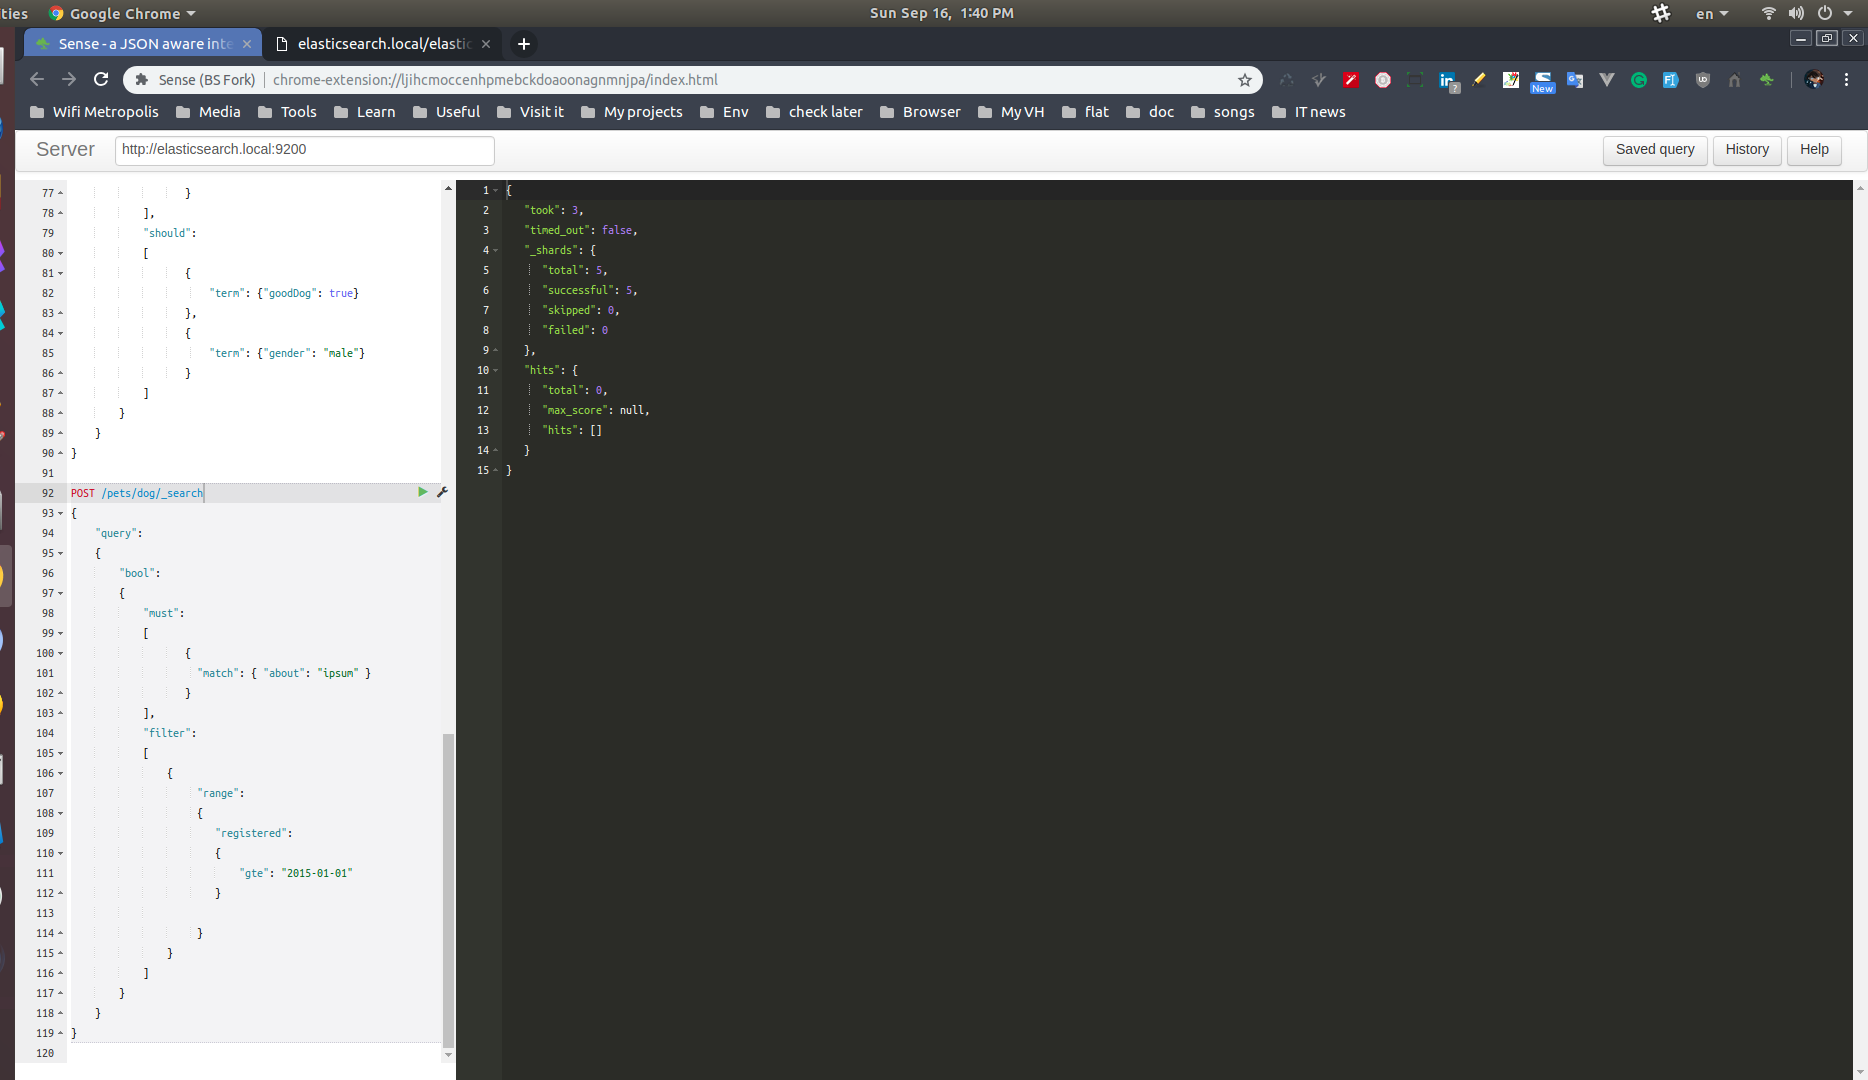 ties Google Chrome Sun Sep 16, 1:40 PM en
Sense - a JSON aware inte elasticsearch.local/elastic
Sense (BS Fork) chrome-extension://ljihcmoccenhpmebckdoaoonagnmnjpa/index.html
New
Wifi Metropolis Media Tools Learn Useful Visit it My projects Env check later Browser My VH flat doc songs IT news
Server http://elasticsearch.local:9200 Saved query History Help
77 }
78 ],
79 "should":
80 [
81 {
82 "term": {"goodDog": true}
83 },
84 {
85 "term": {"gender": "male"}
86 }
87 ]
88 }
89 }
90 }
91
92 POST /pets/dog/_search
93 {
94 "query":
95 {
96 "bool":
97 {
98 "must":
99 [
100 {
101 "match": { "about": "ipsum" }
102 }
103 ],
104 "filter":
105 [
106 {
107 "range":
108 {
109 "registered":
110 {
111 "gte": "2015-01-01"
112 }
113
114 }
115 }
116 ]
117 }
118 }
119 }
120
1 {
2 "took": 3,
3 "timed_out": false,
4 "_shards": {
5 "total": 5,
6 "successful": 5,
7 "skipped": 0,
8 "failed": 0
9 },
10 "hits": {
11 "total": 0,
12 "max_score": null,
13 "hits": []
14 }
15 }